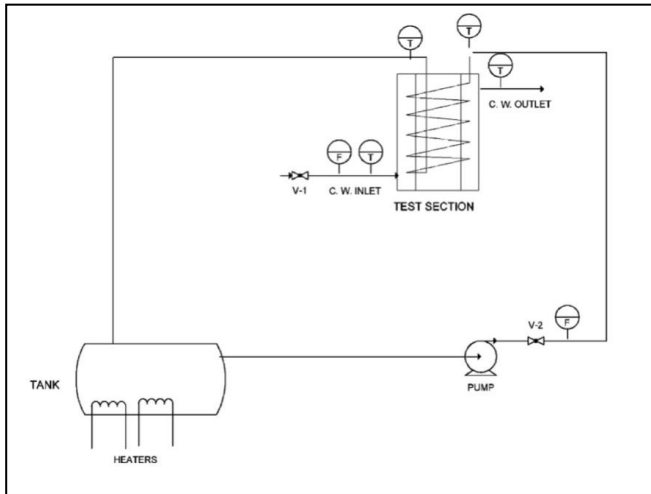 T
T
T
C. W. OUTLET
F
T
V-1
C. W. INLET
TEST SECTION
V-2
F
TANK
PUMP
HEATERS